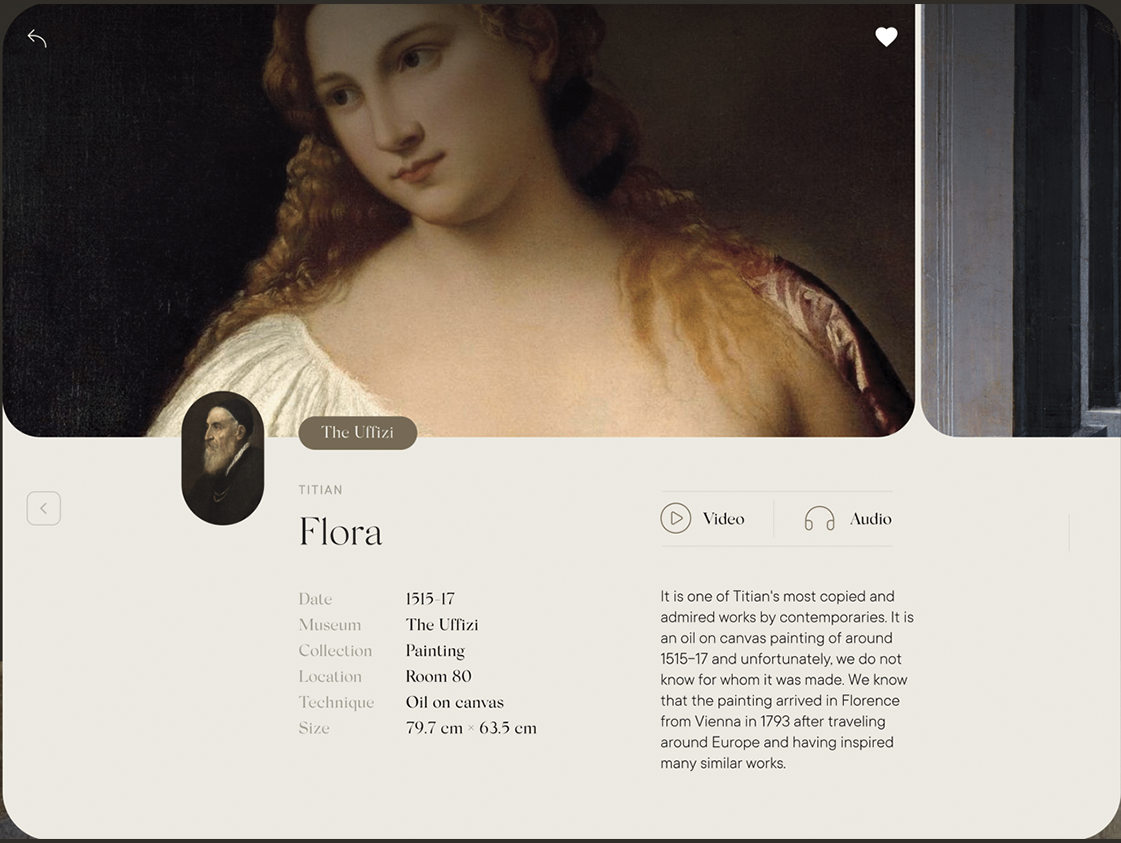 The Uffizi
TITIAN
Flora
Date 1515-17
Museum The Uffizi
Collection Painting
Location Room 80
Technique Oil on canvas
Size 79.7 cm × 63.5 cm
Video Audio
It is one of Titian's most copied and
admired works by contemporaries. It is
an oil on canvas painting of around
1515–17 and unfortunately, we do not
know for whom it was made. We know
that the painting arrived in Florence
from Vienna in 1793 after traveling
around Europe and having inspired
many similar works.